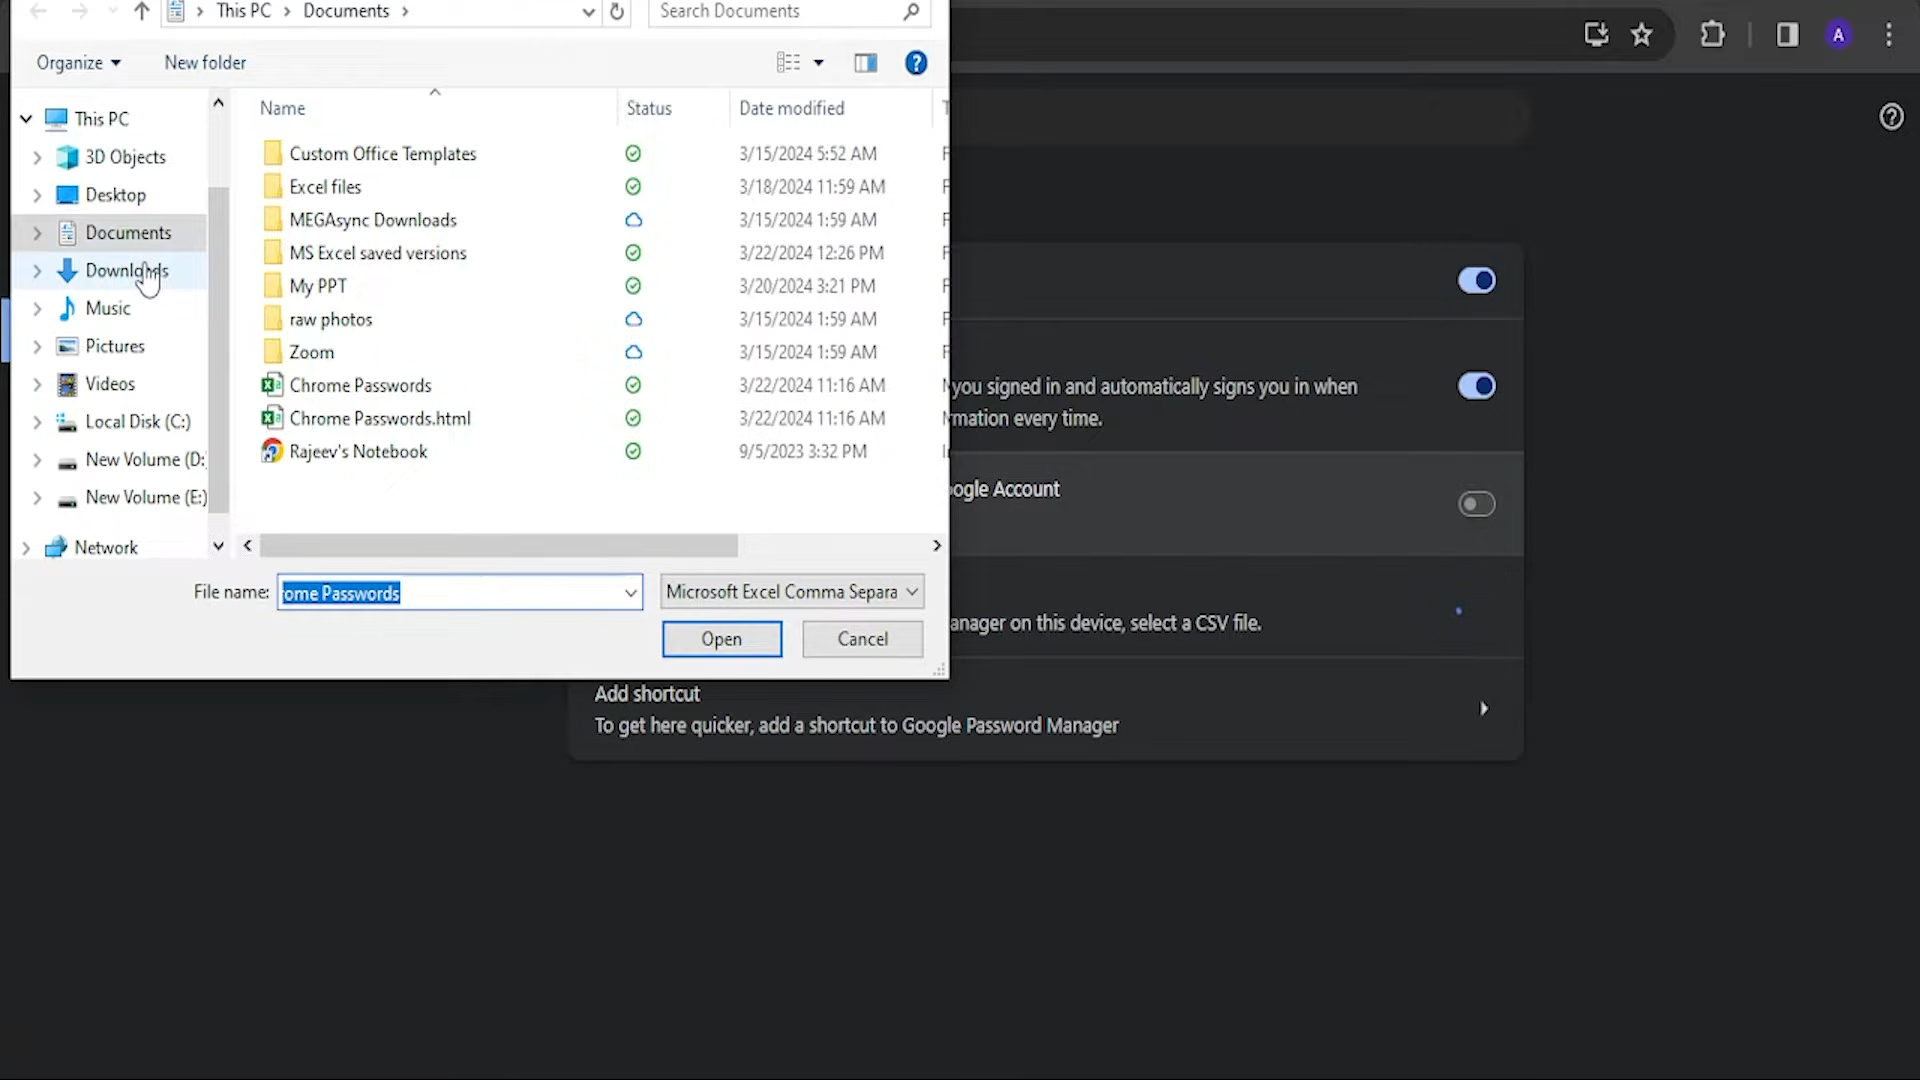 This PC > Documents >
Search Documents
A
Organize
New folder
?
Name
Status
Date modified
This PC
3D Objects
Desktop
Documents
Downloads
Music
Pictures
Videos
Local Disk (C:)
New Volume (D:
New Volume (E:)
Network
Custom Office Templates 3/15/2024 5:52 AM
Excel files 3/18/2024 11:59 AM
MEGAsync Downloads 3/15/2024 1:59 AM
MS Excel saved versions 3/22/2024 12:26 PM
My PPT 3/20/2024 3:21 PM
raw photos 3/15/2024 1:59 AM
Zoom 3/15/2024 1:59 AM
Chrome Passwords 3/22/2024 11:16 AM
Chrome Passwords.html 3/22/2024 11:16 AM
Rajeev's Notebook 9/5/2023 3:32 PM
File name:
ome Passwords
Microsoft Excel Comma Separa
Open
Cancel
you signed in and automatically signs you in when
rmation every time.
ogle Account
anager on this device, select a CSV file.
Add shortcut
To get here quicker, add a shortcut to Google Password Manager